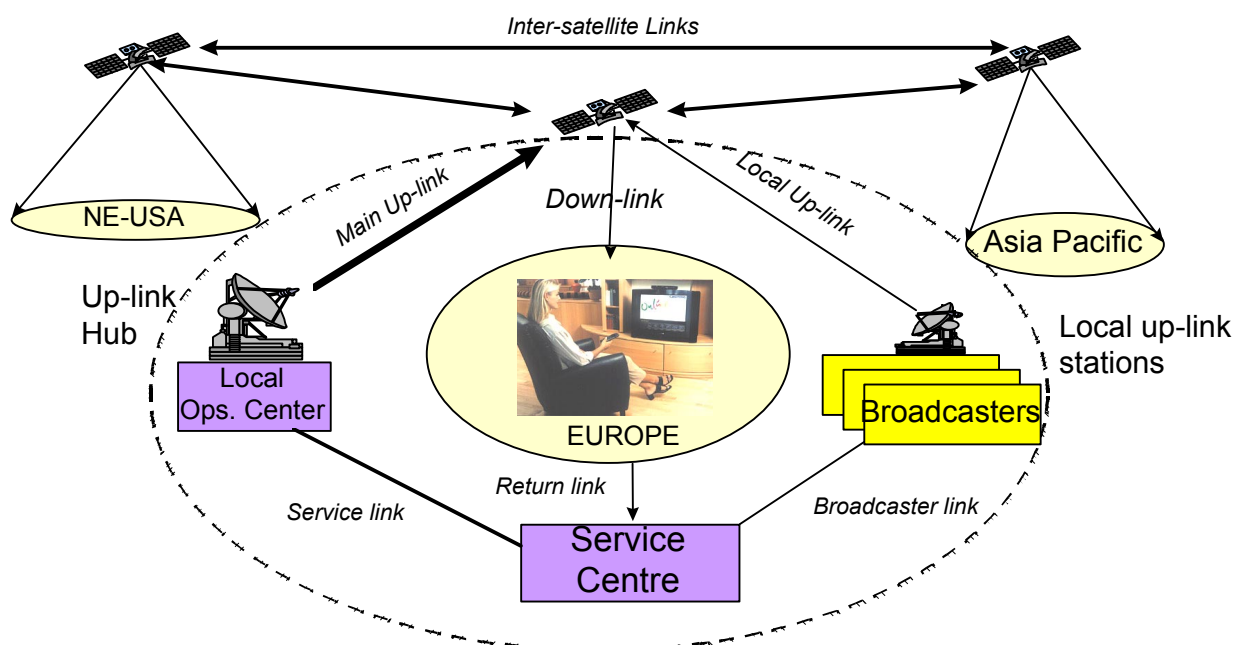 Inter-satellite Links
Main Up-link
Down-link
Local Up-link
NE-USA
Asia Pacific
Up-link
Hub
Local
Ops. Center
EUROPE
Local up-link
stations
Broadcasters
Service link
Return link
Broadcaster link
Service
Centre